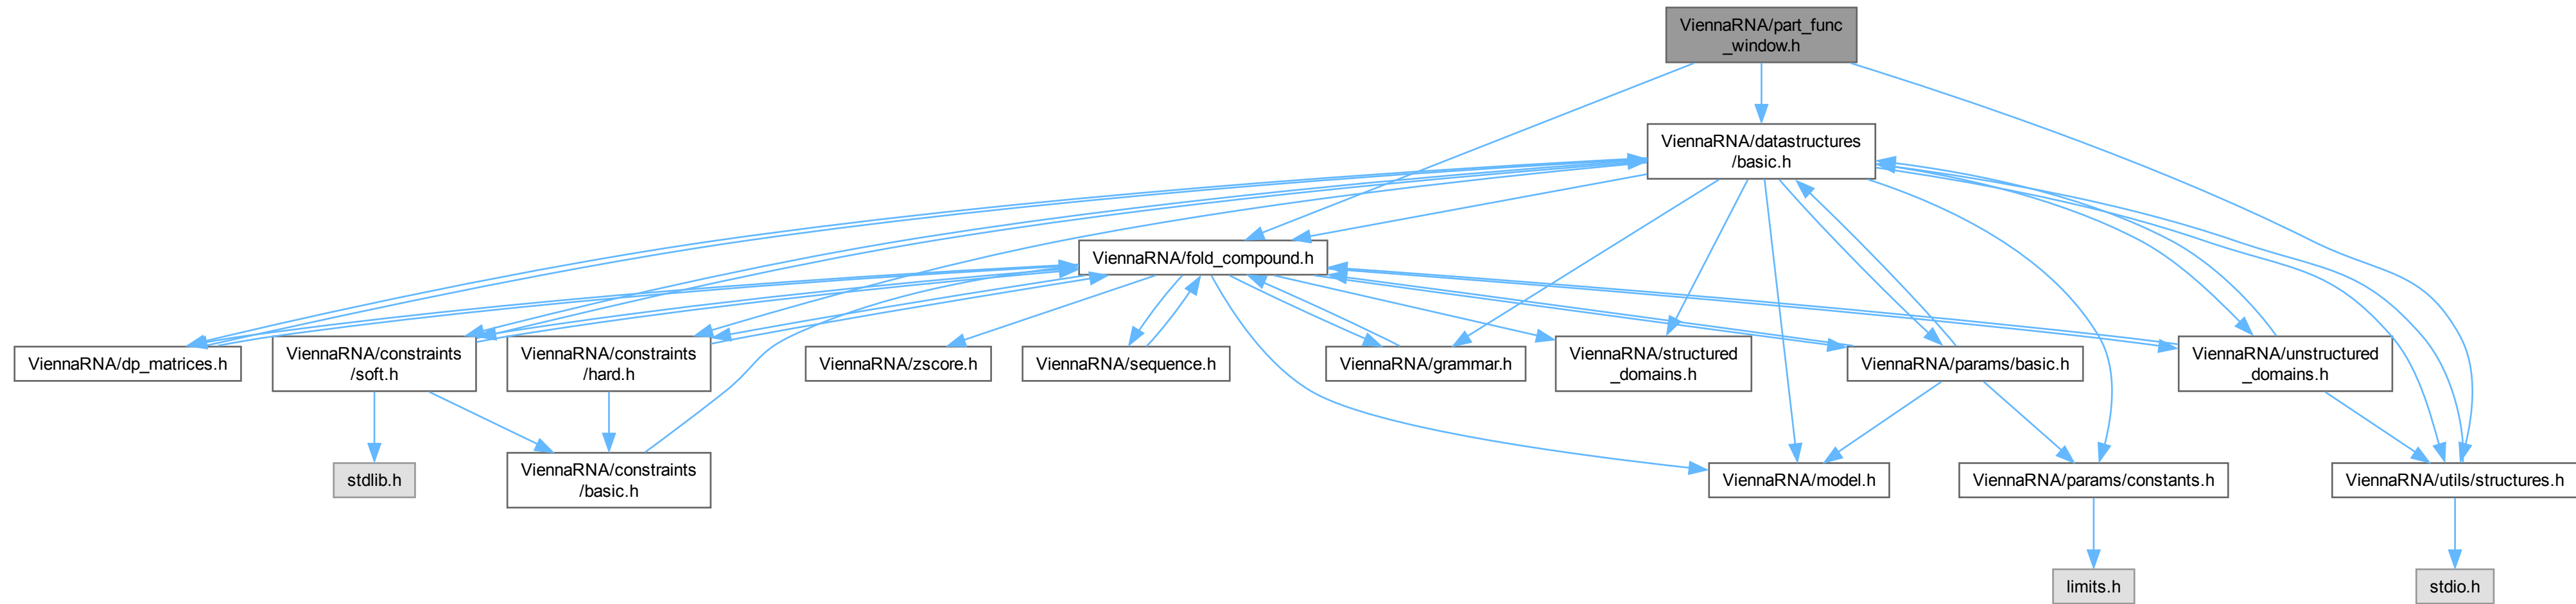 ViennaRNA/part_func
_window.h
ViennaRNA/datastructures
/basic.h
ViennaRNA/fold_compound.h
ViennaRNA/dp_matrices.h
ViennaRNA/constraints
/soft.h
ViennaRNA/constraints
/hard.h
ViennaRNA/zscore.h
ViennaRNA/sequence.h
ViennaRNA/grammar.h
ViennaRNA/structured
_domains.h
ViennaRNA/params/basic.h
ViennaRNA/unstructured
_domains.h
stdlib.h
ViennaRNA/constraints
/basic.h
ViennaRNA/model.h
ViennaRNA/params/constants.h
ViennaRNA/utils/structures.h
limits.h
stdio.h